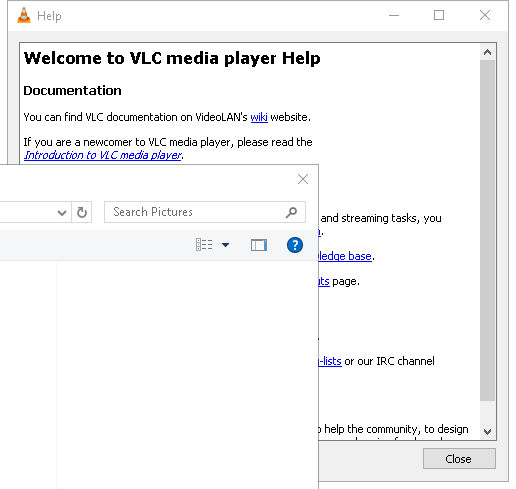 Help
Welcome to VLC media player Help
Documentation
You can find VLC documentation on VideoLAN's wiki website.
If you are a newcomer to VLC media player, please read the
Introduction to VLC media player.
Search Pictures
and streaming tasks, you
.
ledge base.
uts page.
.
g-lists or our IRC channel
o help the community, to design
Close